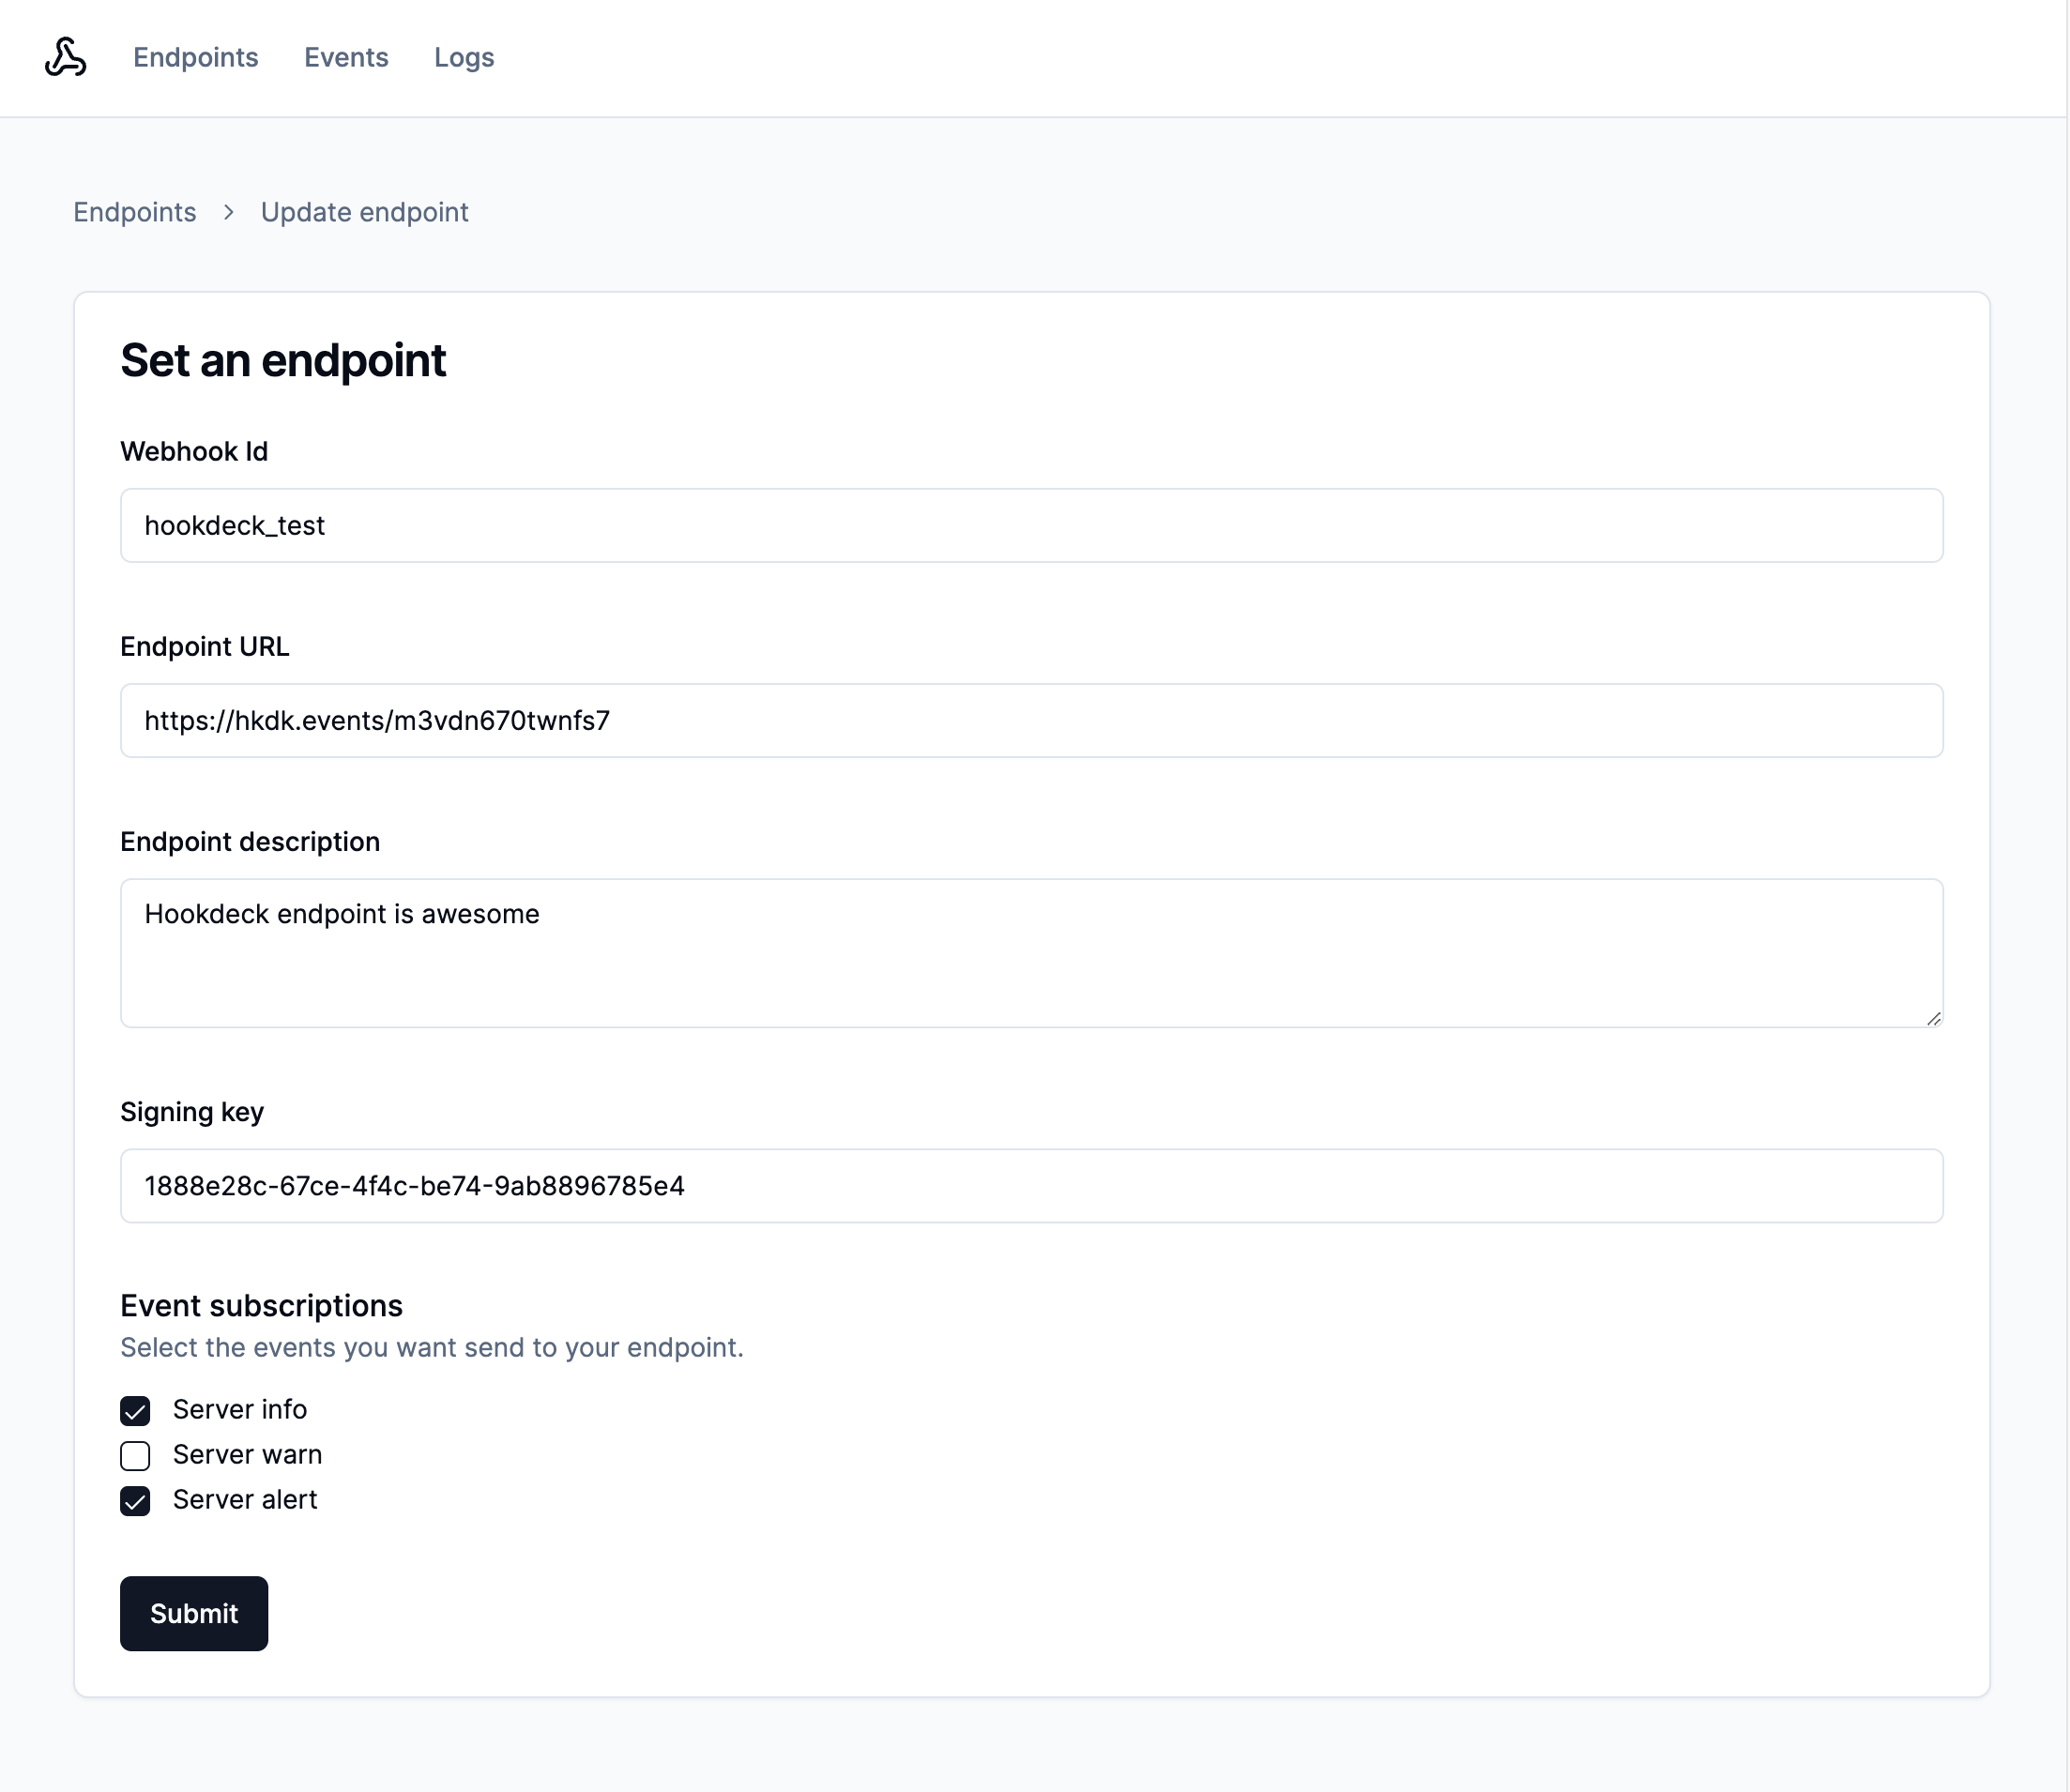 Endpoints Events Logs
Endpoints > Update endpoint
Set an endpoint
Webhook Id
hookdeck_test
Endpoint URL
https://hkdk.events/m3vdn670twnfs7
Endpoint description
Hookdeck endpoint is awesome
Signing key
1888e28c-67ce-4f4c-be74-9ab8896785e4
Event subscriptions
Select the events you want send to your endpoint.
Server info
Server warn
Server alert
Submit